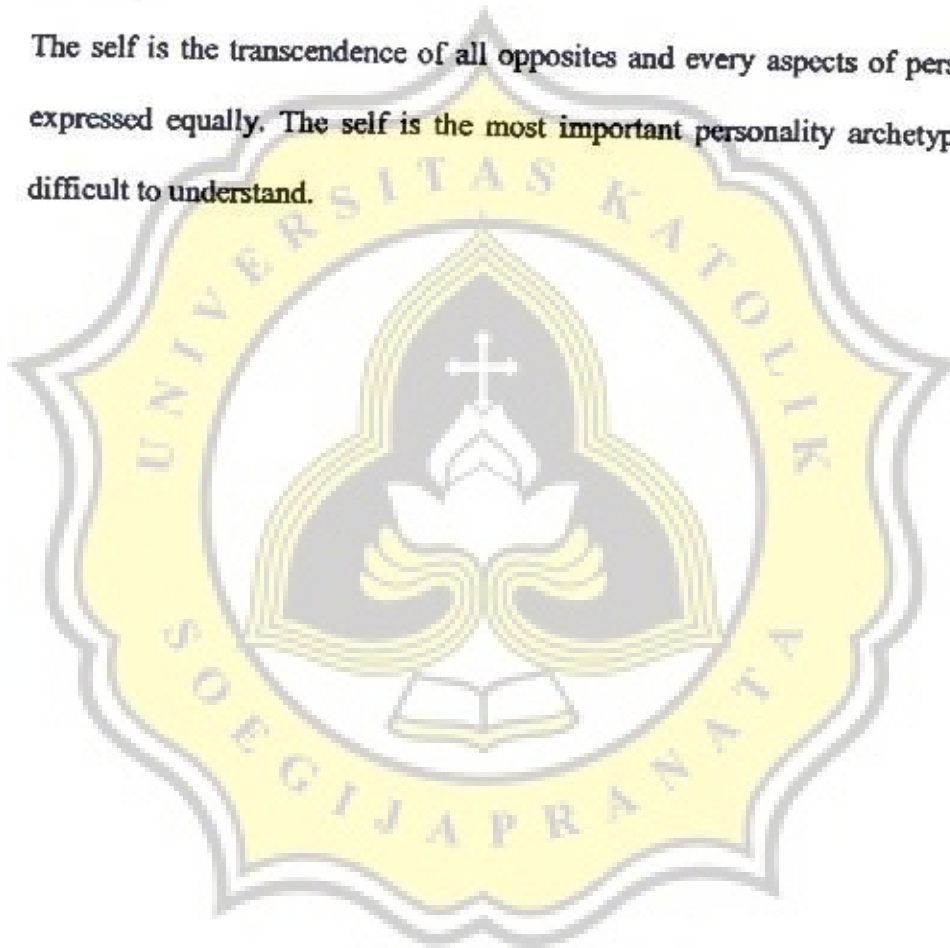 The self is the transcendence of all opposites and every aspects of
expressed equally. The self is the most important personality
difficult to understand.
UNIVERSITAS KATOLIK
SOEGIJAPRANATA